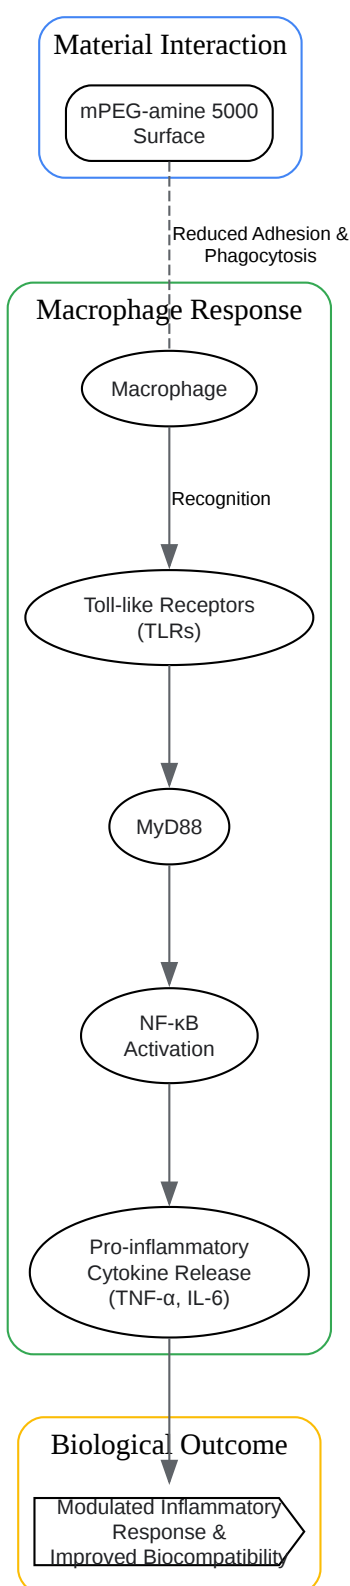 Material Interaction
mPEG-amine 5000
Surface
Reduced Adhesion &
Phagocytosis
Macrophage Response
Macrophage
Recognition
Toll-like Receptors
(TLRs)
MyD88
NF-κB
Activation
Pro-inflammatory
Cytokine Release
(TNF-α, IL-6)
Biological Outcome
Modulated Inflammatory
Response &
Improved Biocompatibility